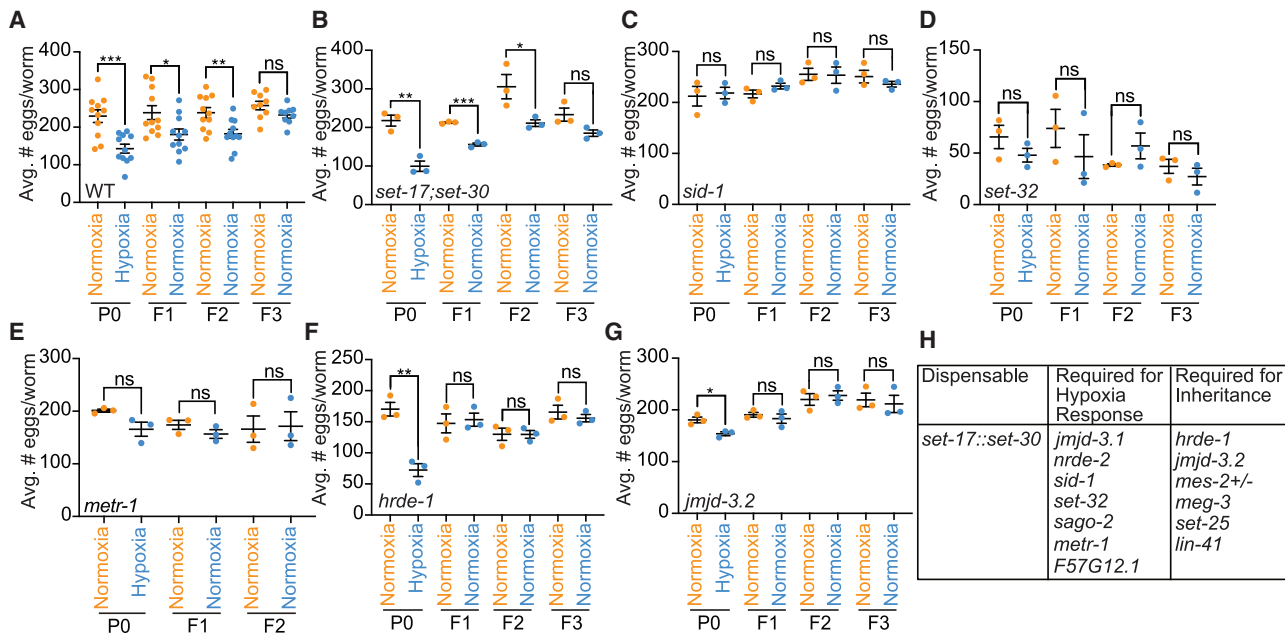 A
Avg. # eggs/worm
400
300
200
100
0
*** * ** ns
WT
Normoxia Hypoxia Normoxia Normoxia Normoxia Normoxia Normoxia Normoxia
P0 F1 F2 F3
B
Avg. # eggs/worm
400
300
200
100
0
** *** * ns
set-17;set-30
Normoxia Hypoxia Normoxia Normoxia Normoxia Normoxia Normoxia Normoxia
P0 F1 F2 F3
C
Avg. # eggs/worm
300
200
100
0
ns ns ns ns
sid-1
Normoxia Hypoxia Normoxia Normoxia Normoxia Normoxia Normoxia Normoxia
P0 F1 F2 F3
D
Avg. # eggs/worm
150
100
50
0
ns ns ns ns
set-32
Normoxia Hypoxia Normoxia Normoxia Normoxia Normoxia Normoxia Normoxia
P0 F1 F2 F3
E
Avg. # eggs/worm
300
200
100
0
ns ns ns
metr-1
Normoxia Hypoxia Normoxia Normoxia Normoxia Normoxia
P0 F1 F2
F
Avg. # eggs/worm
250
200
150
100
50
0
** ns ns ns
hrde-1
Normoxia Hypoxia Normoxia Normoxia Normoxia Normoxia Normoxia Normoxia
P0 F1 F2 F3
G
Avg. # eggs/worm
300
200
100
0
* ns ns ns
jmjd-3.2
Normoxia Hypoxia Normoxia Normoxia Normoxia Normoxia Normoxia Normoxia
P0 F1 F2 F3
H
Dispensable
Required for
Hypoxia
Response
Required for
Inheritance
set-17::set-30
jmjd-3.1
nrde-2
sid-1
set-32
sago-2
metr-1
F57G12.1
hrde-1
jmjd-3.2
mes-2+/-
meg-3
set-25
lin-41